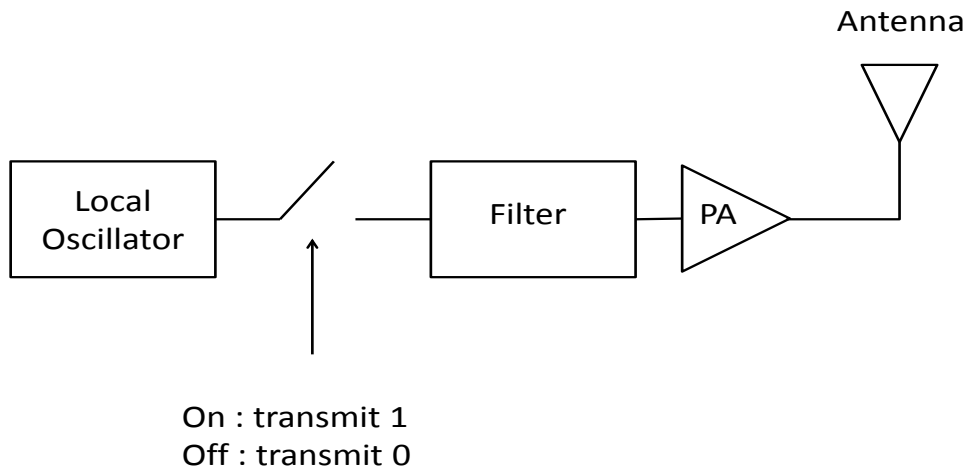 Antenna
Local
Oscillator
Filter
PA
On : transmit 1
Off : transmit 0